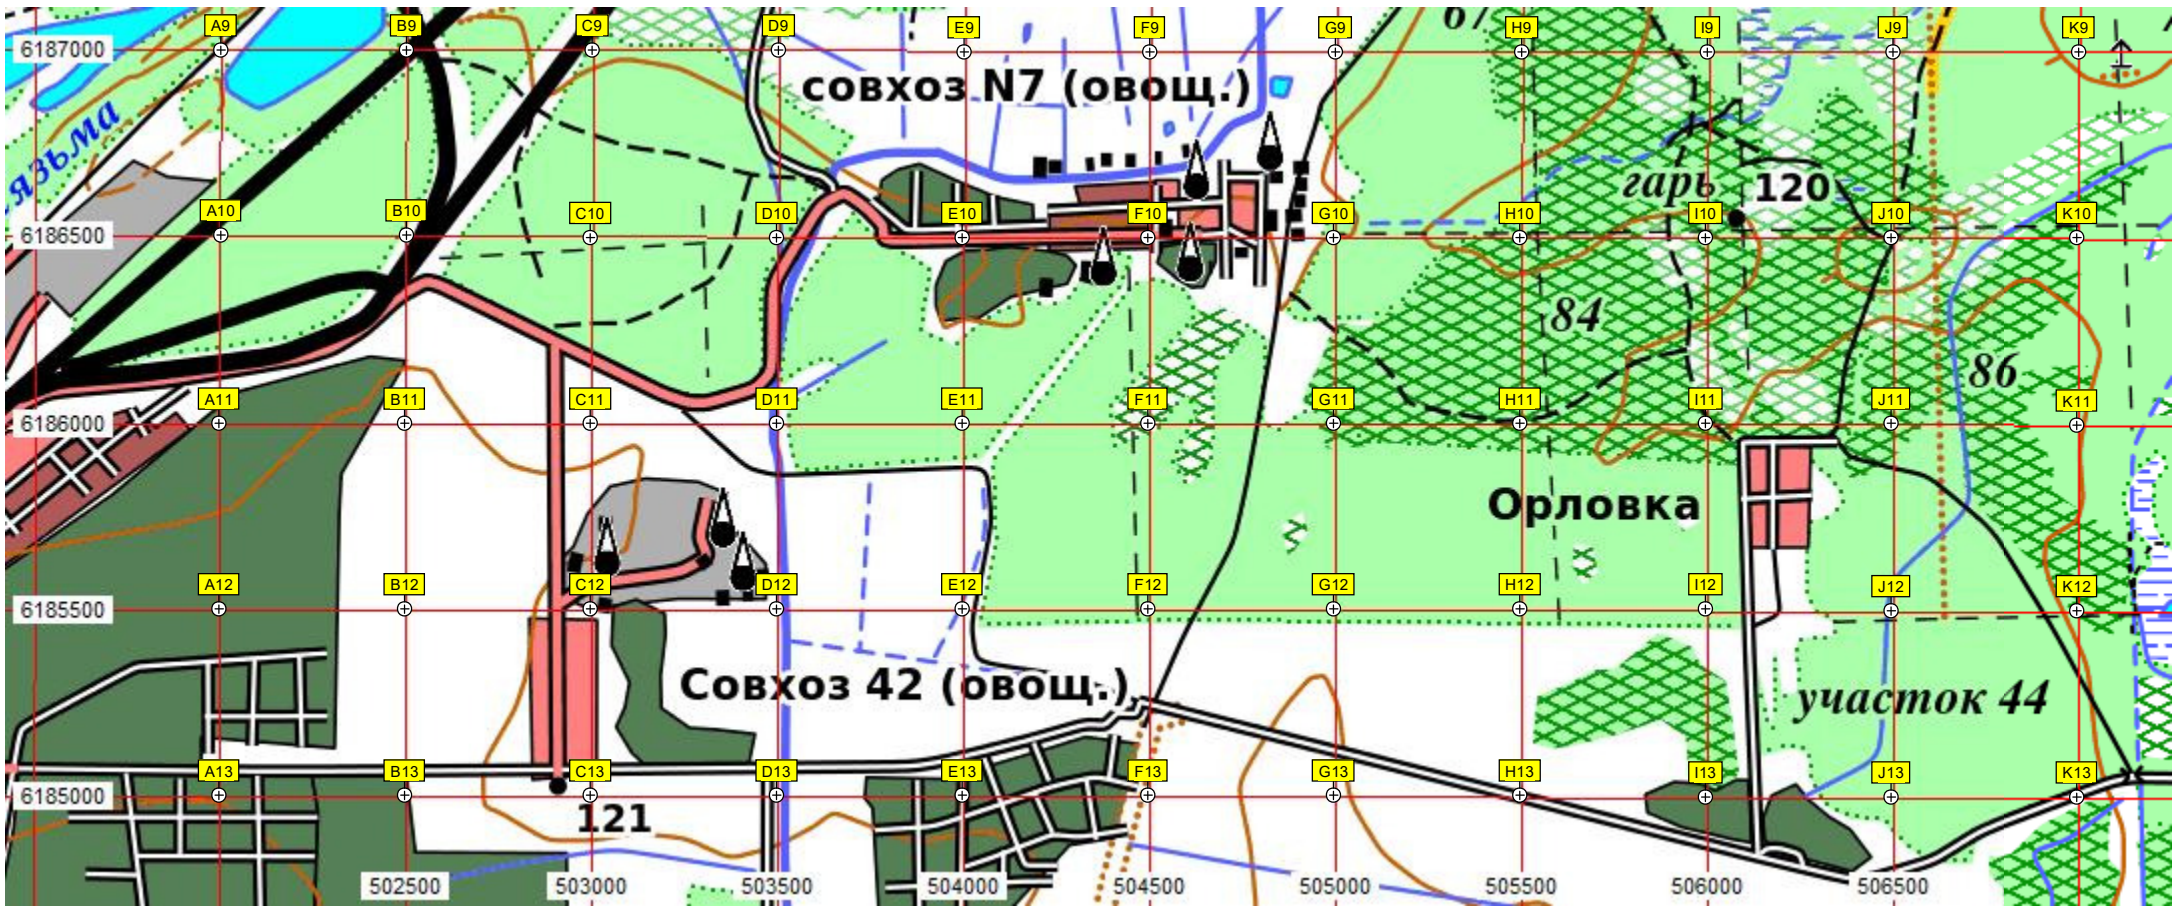 67
A9 B9 C9 D9 E9 F9 G9 H9 I9 J9 K9
6187000
совхоз N7 (овощ.)
язьма
гарь 120
A10 B10 C10 D10 E10 F10 G10 H10 I10 J10 K10
6186500
84
86
A11 B11 C11 D11 E11 F11 G11 H11 I11 J11 K11
6186000
Орловка
A12 B12 C12 D12 E12 F12 G12 H12 I12 J12 K12
6185500
Совхоз 42 (овощ.)
участок 44
A13 B13 C13 D13 E13 F13 G13 H13 I13 J13 K13
6185000
121
502500 503000 503500 504000 504500 505000 505500 506000 506500